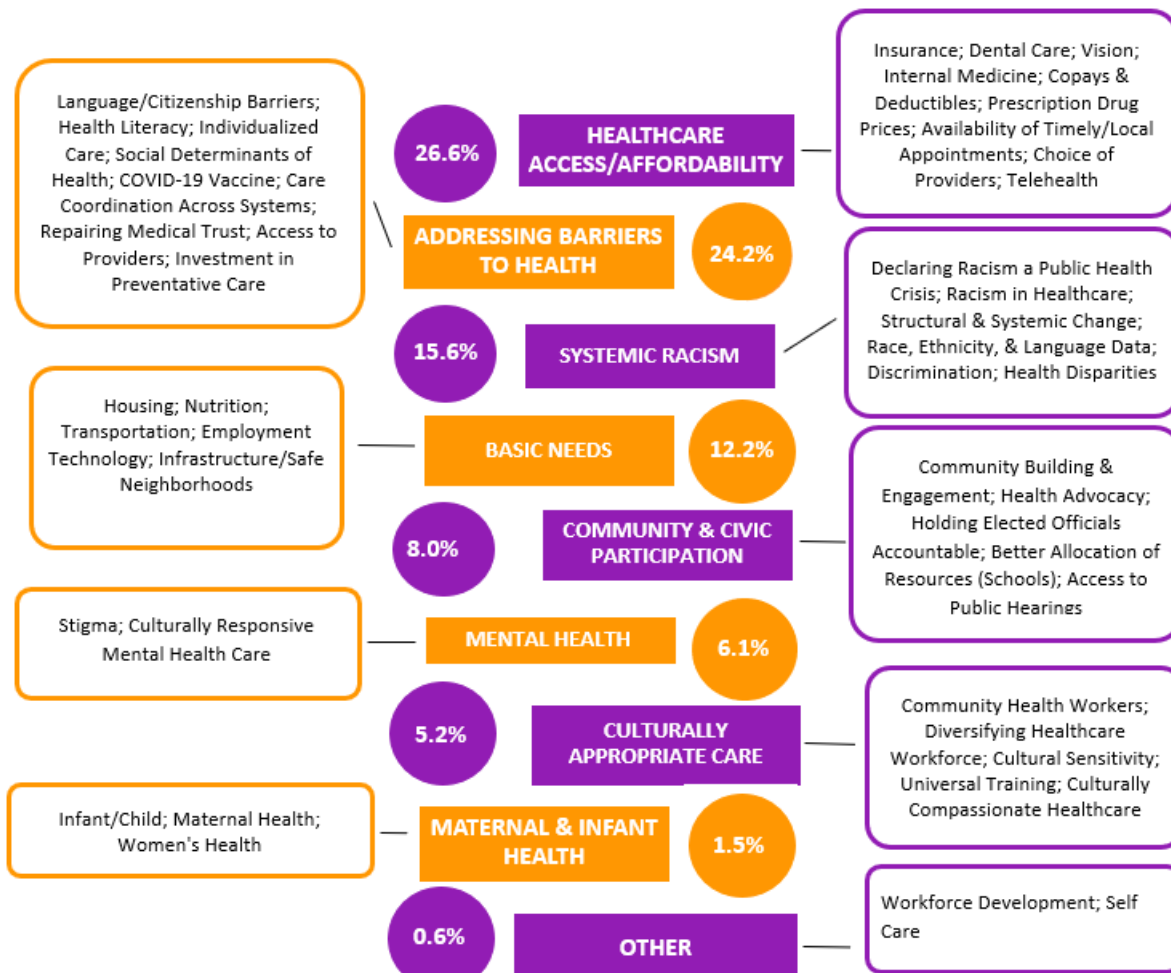 Insurance; Dental Care; Vision;
Internal Medicine; Copays &
Deductibles; Prescription Drug
Prices; Availability of Timely/Local
Appointments; Choice of
Providers; Telehealth
26.6%
HEALTHCARE
ACCESS/AFFORDABILITY
Language/Citizenship Barriers;
Health Literacy; Individualized
Care; Social Determinants of
Health; COVID-19 Vaccine; Care
Coordination Across Systems;
Repairing Medical Trust; Access to
Providers; Investment in
Preventative Care
ADDRESSING BARRIERS
TO HEALTH
24.2%
15.6%
SYSTEMIC RACISM
Declaring Racism a Public Health
Crisis; Racism in Healthcare;
Structural & Systemic Change;
Race, Ethnicity, & Language Data;
Discrimination; Health Disparities
Housing; Nutrition;
Transportation; Employment
Technology; Infrastructure/Safe
Neighborhoods
BASIC NEEDS
12.2%
8.0%
COMMUNITY & CIVIC
PARTICIPATION
Community Building &
Engagement; Health Advocacy;
Holding Elected Officials
Accountable; Better Allocation of
Resources (Schools); Access to
Public Hearings
Stigma; Culturally Responsive
Mental Health Care
MENTAL HEALTH
6.1%
5.2%
CULTURALLY
APPROPRIATE CARE
Community Health Workers;
Diversifying Healthcare
Workforce; Cultural Sensitivity;
Universal Training; Culturally
Compassionate Healthcare
Infant/Child; Maternal Health;
Women's Health
MATERNAL & INFANT
HEALTH
1.5%
0.6%
OTHER
Workforce Development; Self
Care